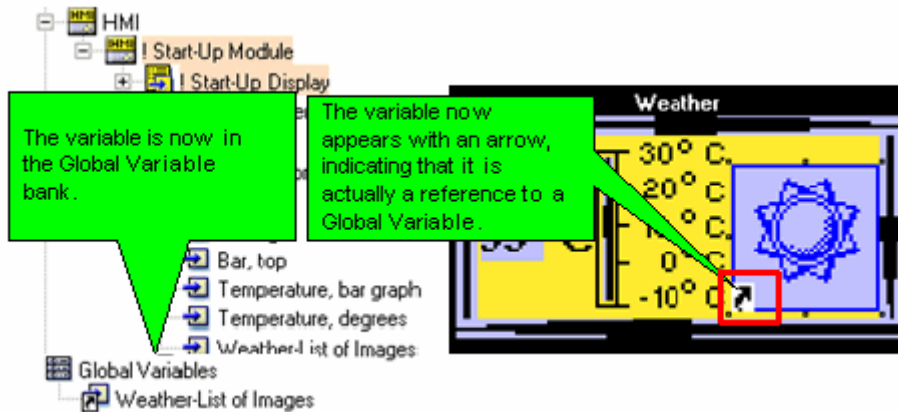 HMI
! Start-Up Module
! Start-Up Display
The variable is now in
the Global Variable
bank.
The variable now
appears with an arrow,
indicating that it is
actually a reference to a
Global Variable.
Bar, top
Temperature, bar graph
Temperature, degrees
Weather-List of Images
Global Variables
Weather-List of Images
Weather
30° C.
20° C
° C.
0° C
-10° C.